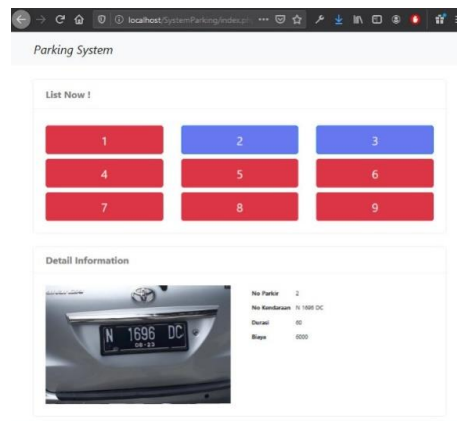 localhost/SystemParking/index.ph
Parking System
List Now !
1 2 3
4 5 6
7 8 9
Detail Information
N 1696 DC
08-23
No Parkir 2
No Kendaraan N 1696 DC
Durasi 60
Biaya 6000